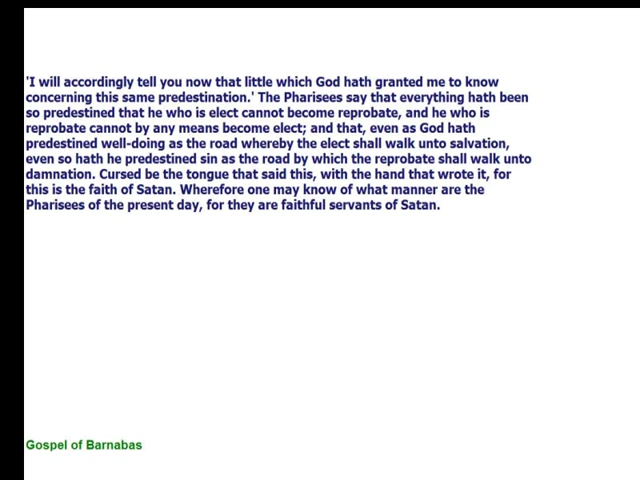 'I will accordingly tell you now that little which God hath granted me to know
concerning this same predestination.' The Pharisees say that everything hath been
so predestined that he who is elect cannot become reprobate, and he who is
reprobate cannot by any means become elect; and that, even as God hath
predestined well-doing as the road whereby the elect shall walk unto salvation,
even so hath he predestined sin as the road by which the reprobate shall walk unto
damnation. Cursed be the tongue that said this, with the hand that wrote it, for
this is the faith of Satan. Wherefore one may know of what manner are the
Pharisees of the present day, for they are faithful servants of Satan.
Gospel of Barnabas